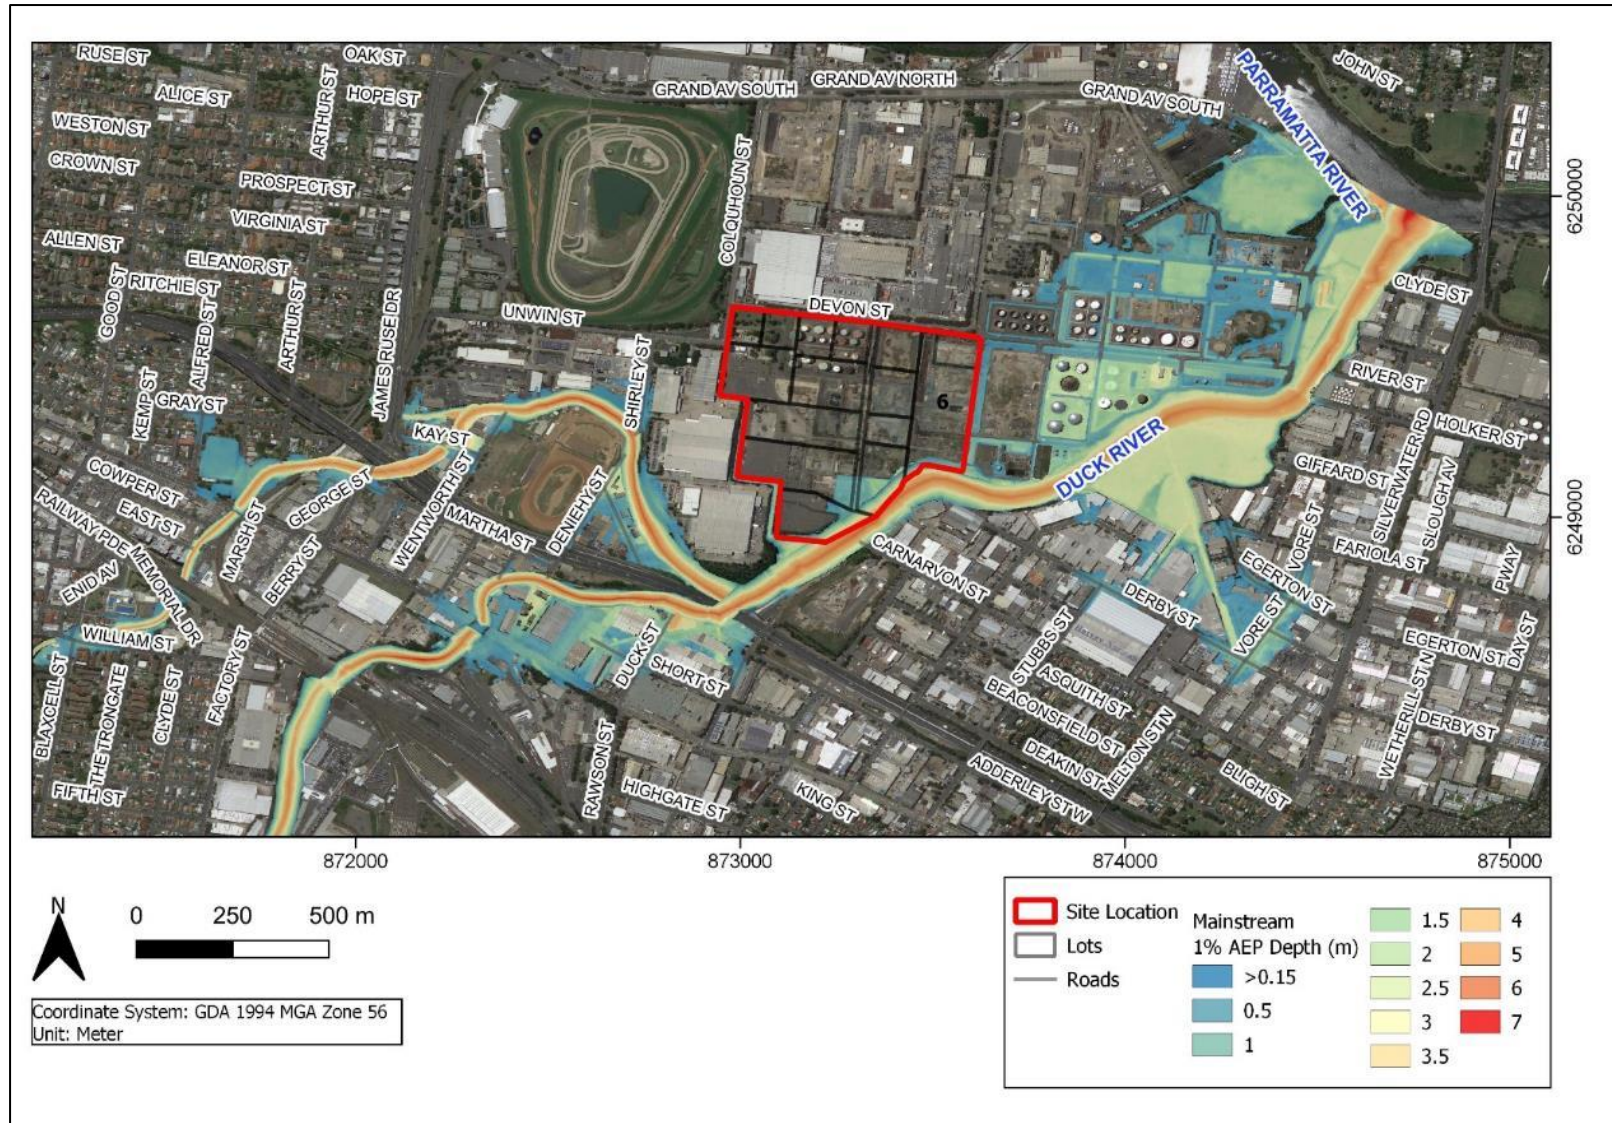 RUSE ST
OAK ST
ALICE ST
ARTHUR ST
HOPE ST
WESTON ST
CROWN ST
PROSPECT ST
VIRGINIA ST
ALLEN ST
ELEANOR ST
RITCHIE ST
GOOD ST
ALFRED ST
ARTHUR ST
JAMES RUSE DR
UNWIN ST
GRAND AV SOUTH
GRAND AV NORTH
GRAND AV SOUTH
COLQUHOUN ST
DEVON ST
PARRAMATTA RIVER
JOHN ST
6250000
CLYDE ST
RIVER ST
HOLKER ST
SILVERWATER RD
SLOUGH AV
GIFFARD ST
KEMP ST
GRAY ST
KAY ST
SHIRLEY ST
6
DUCK RIVER
COWPER ST
EAST ST
RAILWAY PDE
MEMORIAL DR
ENID AV
MARSH ST
GEORGE ST
BERRY ST
WENTWORTH ST
MARTHA ST
DENIEHY ST
CARNARVON ST
6249000
VORE ST
FARIOLA ST
EGERTON ST
PWAY
DERBY ST
VORE ST
EGERTON ST
DAY ST
STUBBS ST
ASQUITH ST
BEACONSFIELD ST
WILLIAM ST
BLAXCELL ST
THE TRONGATE
CLYDE ST
FACTORY ST
FIFTH ST
DUCK ST
SHORT ST
RAWSON ST
HIGHGATE ST
KING ST
ADDERLEY ST W
DEAKIN ST
MELTON ST N
BLIGH ST
WETHERILL ST N
DERBY ST
872000
873000
874000
875000
N
0 250 500 m
Coordinate System: GDA 1994 MGA Zone 56
Unit: Meter
Site Location
Lots
Roads
Mainstream
1% AEP Depth (m)
>0.15
0.5
1
1.5
2
2.5
3
3.5
4
5
6
7